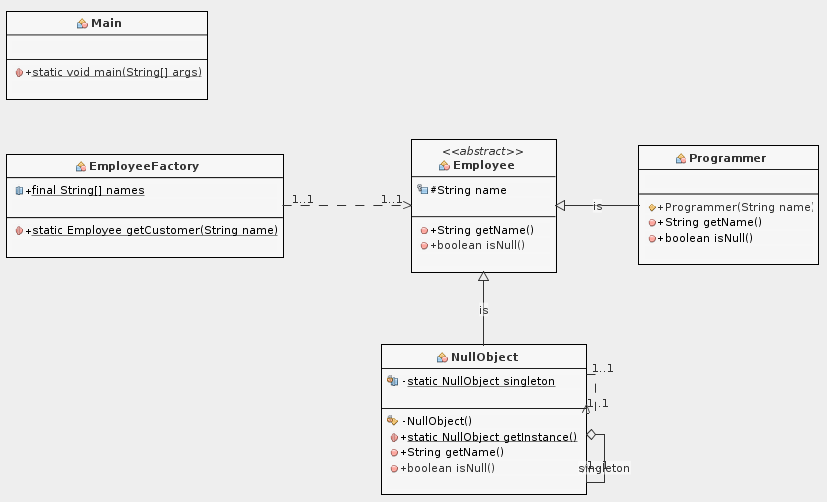 Main
+static void main(String[] args)
EmployeeFactory
+final String[] names
+static Employee getCustomer(String name)
1..1
1..1
<<abstract>>
Employee
#String name
+String getName()
+boolean isNull()
is
Programmer
+Programmer(String name)
+String getName()
+boolean isNull()
is
NullObject
-static NullObject singleton
-NullObject()
+static NullObject getInstance()
+String getName()
+boolean isNull()
1..1
1..1
1..1
singleton